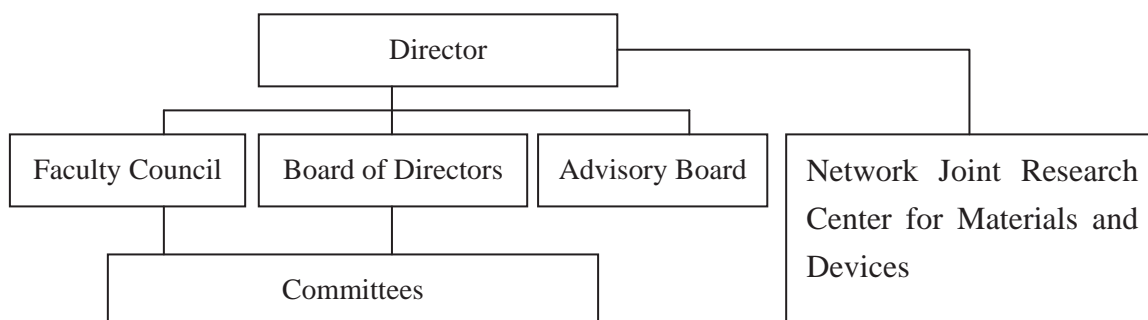 Director
Faculty Council
Board of Directors
Advisory Board
Network Joint Research
Center for Materials and
Devices
Committees